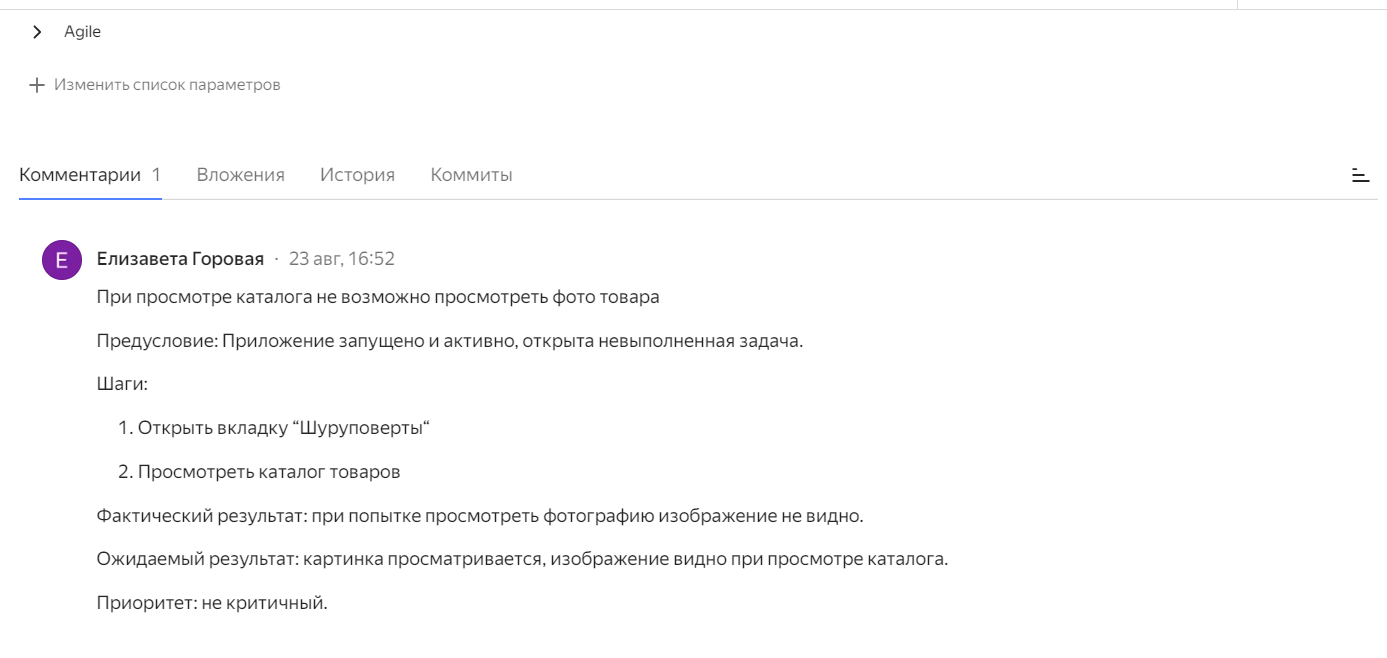 Agile
Изменить список параметров
Комментарии 1 Вложения История Коммиты
Е
Елизавета Горовая · 23 авг, 16:52
При просмотре каталога не возможно просмотреть фото товара
Предусловие: Приложение запущено и активно, открыта невыполненная задача.
Шаги:
1. Открыть вкладку “Шуруповерты“
2. Просмотреть каталог товаров
Фактический результат: при попытке просмотреть фотографию изображение не видно.
Ожидаемый результат: картинка просматривается, изображение видно при просмотре каталога.
Приоритет: не критичный.